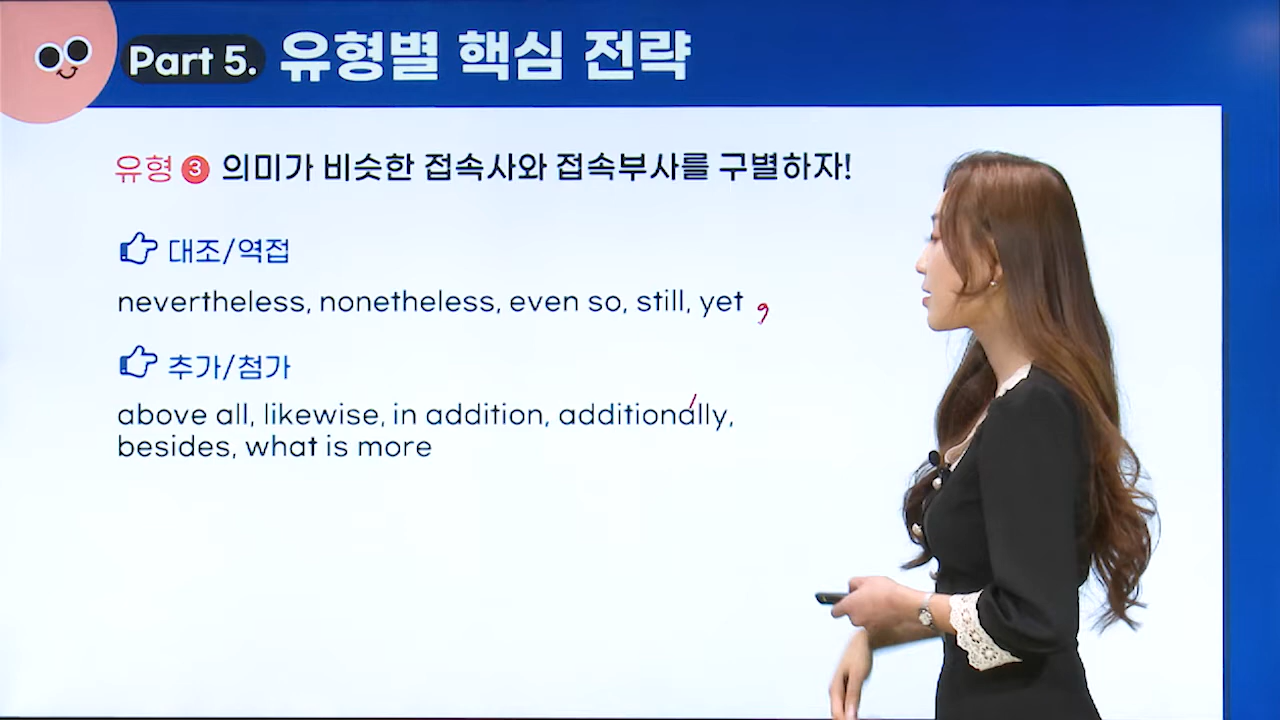 Part 5. 유형별 핵심 전략
유형 3 의미가 비슷한 접속사와 접속부사를 구별하자!
대조/역접
nevertheless, nonetheless, even so, still, yet ,
추가/첨가
above all, likewise, in addition, additionally,
besides, what is more